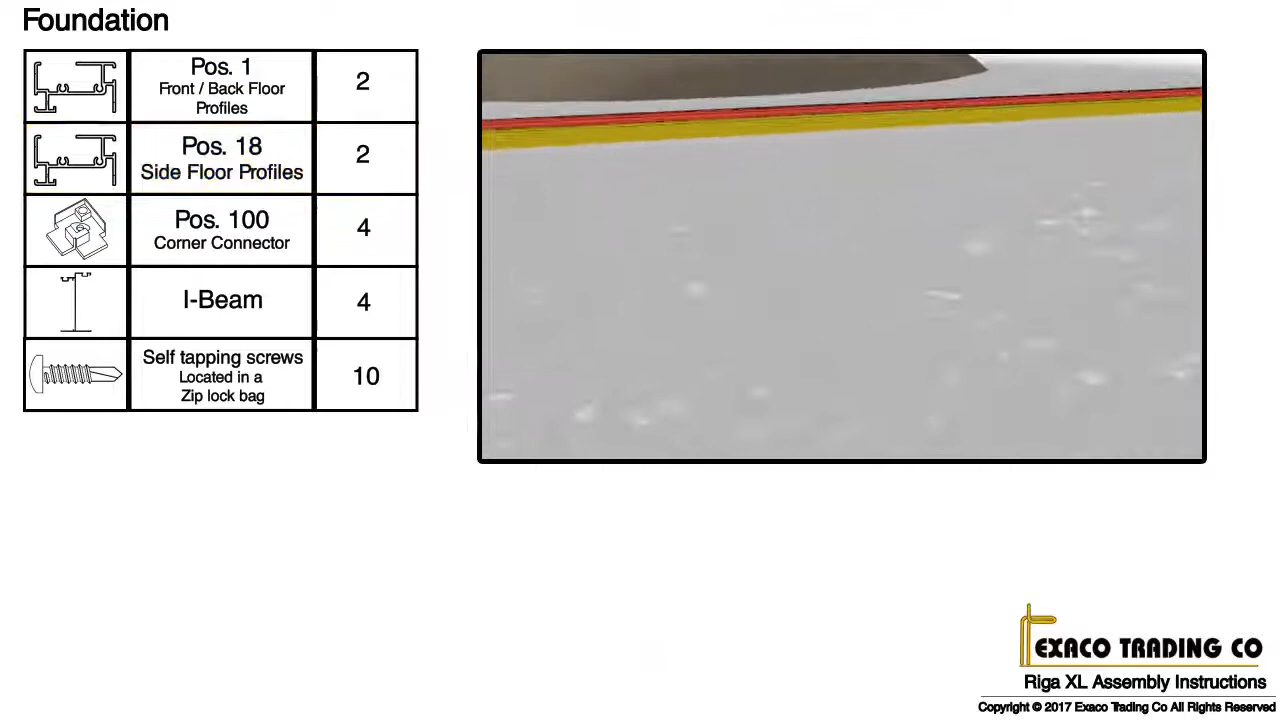 Foundation
Pos. 1
Front / Back Floor
Profiles
2
Pos. 18
Side Floor Profiles
2
Pos. 100
Corner Connector
4
I-Beam
4
Self tapping screws
Located in a
Zip lock bag
10
EXACO TRADING CO
Riga XL Assembly Instructions
Copyright © 2017 Exaco Trading Co All Rights Reserved